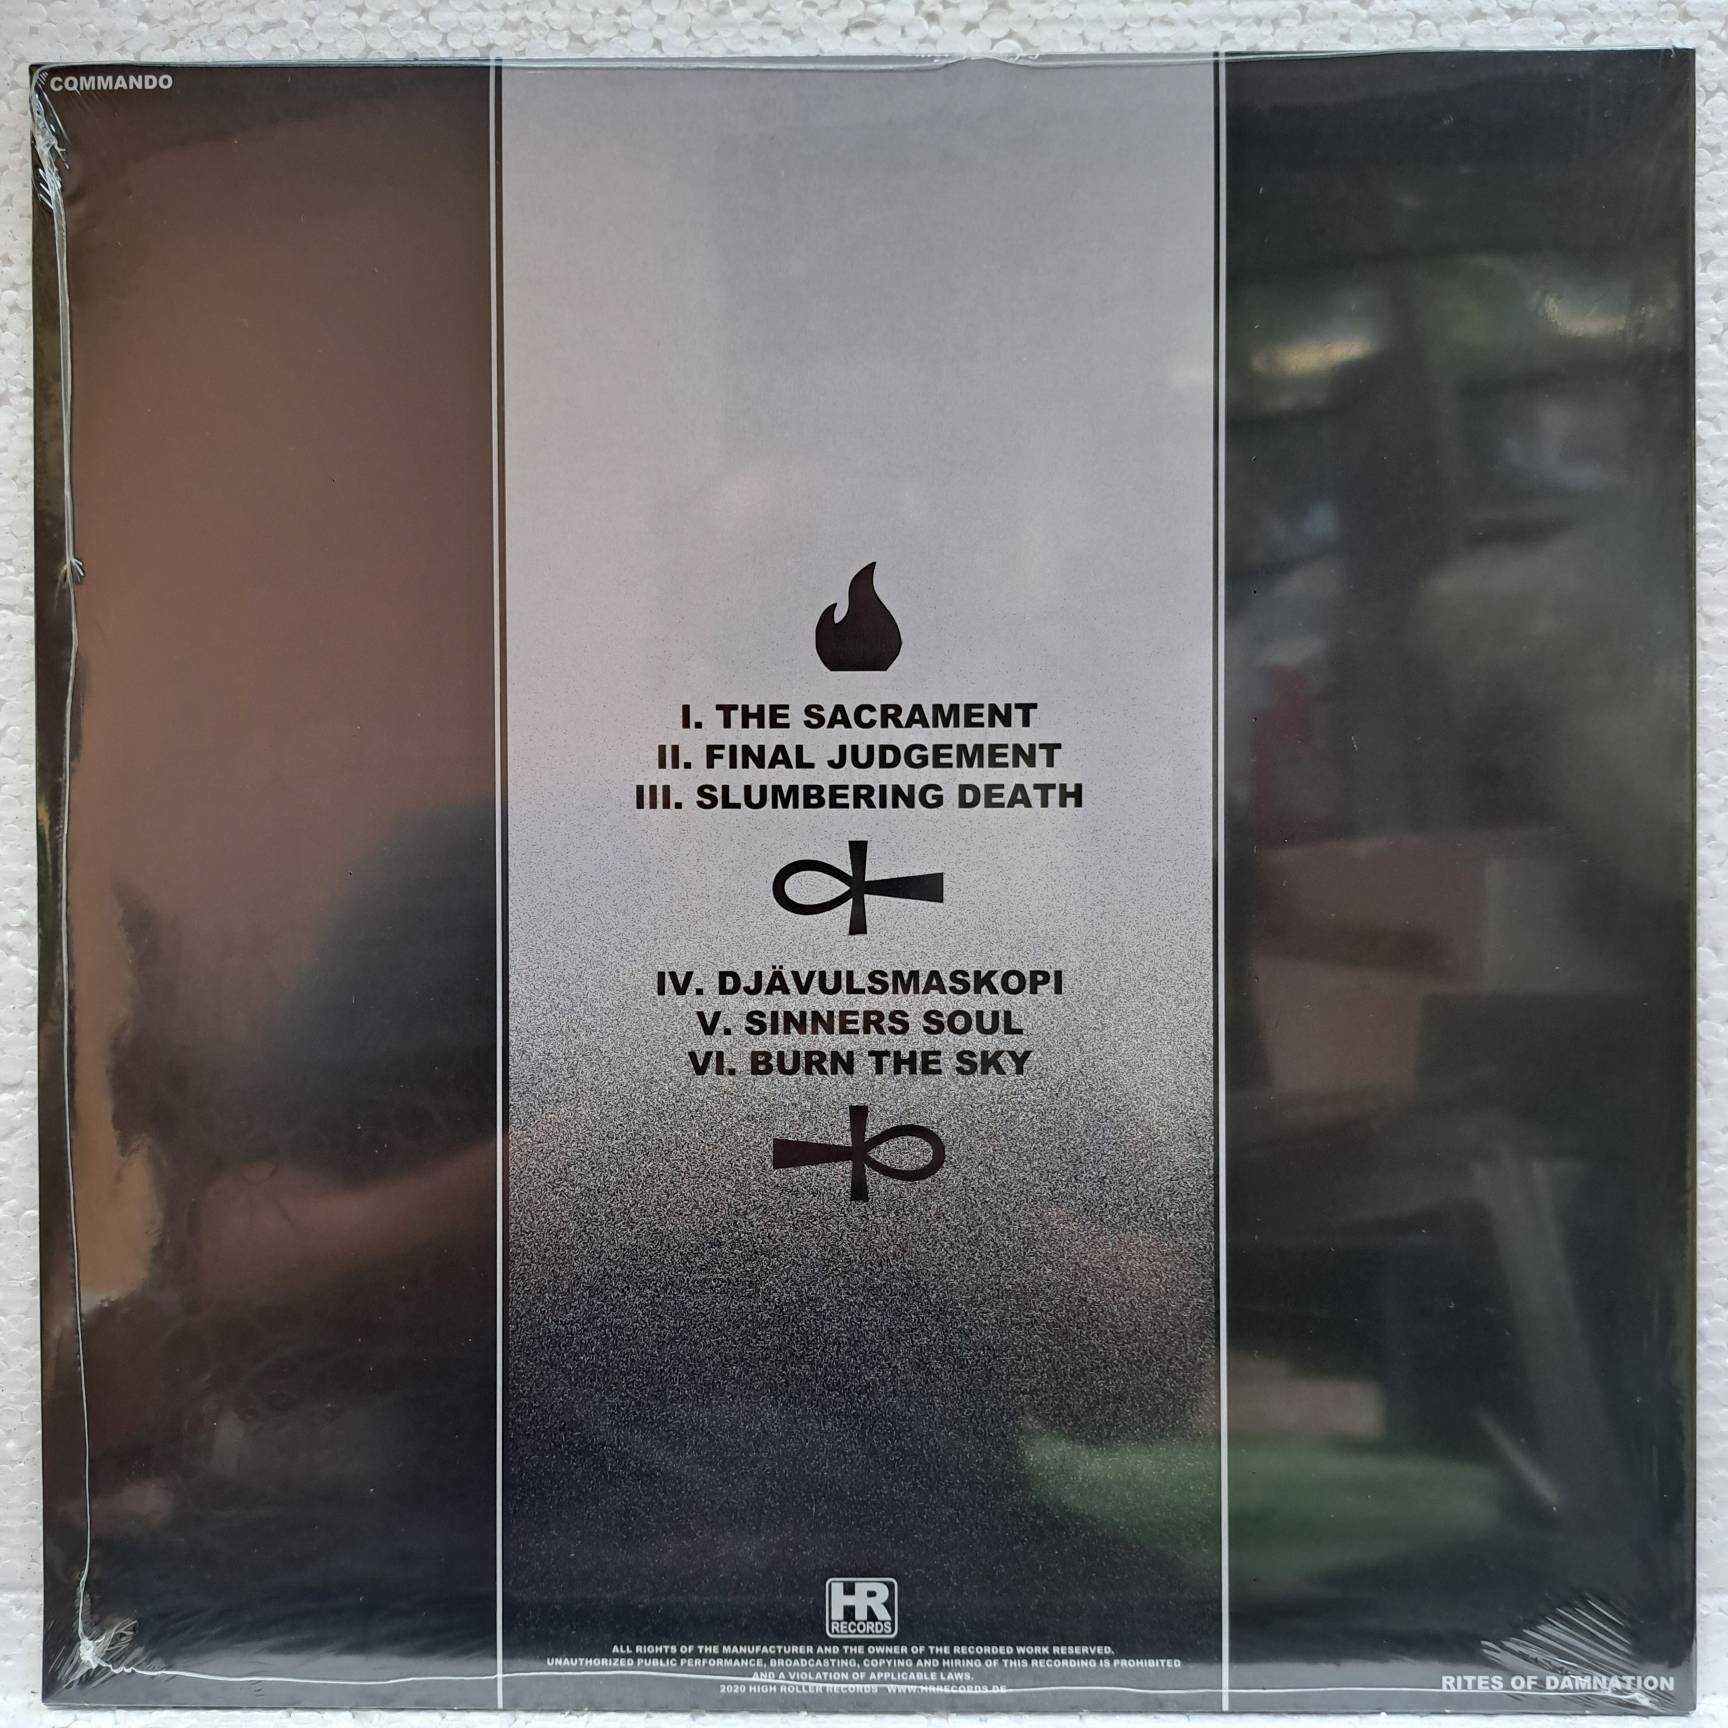 COMMANDO
I. THE SACRAMENT
II. FINAL JUDGEMENT
III. SLUMBERING DEATH
IV. DJÄVULSMASKOPI
V. SINNERS SOUL
VI. BURN THE SKY
HR
RECORDS
ALL RIGHTS OF THE MANUFACTURER AND THE OWNER OF THE RECORDED WORK RESERVED.
UNAUTHORIZED PUBLIC PERFORMANCE, BROADCASTING, COPYING AND HIRING OF THIS RECORDING IS PROHIBITED
AND A VIOLATION OF APPLICABLE LAWS.
2020 HIGH ROLLER RECORDS WWW.HRRECORDS.DE
RITES OF DAMNATION